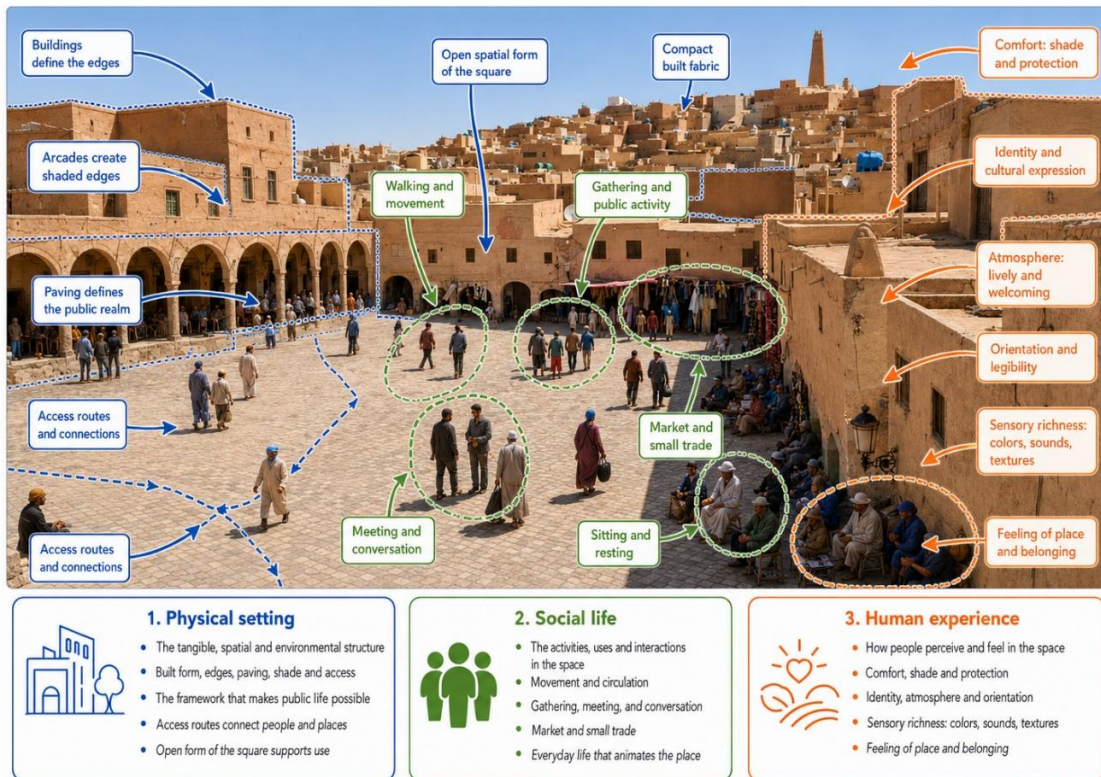 Buildings
define the edges
Open spatial form
of the square
Compact
built fabric
Comfort: shade
and protection
Arcades create
shaded edges
Walking and
movement
Gathering and
public activity
Identity and
cultural expression
Paving defines
the public realm
Atmosphere:
lively and
welcoming
Orientation and
legibility
Access routes
and connections
Market and
small trade
Sensory richness:
colors, sounds,
textures
Meeting and
conversation
Sitting and
resting
Feeling of place
and belonging
Access routes
and connections
1. Physical setting
• The tangible, spatial and environmental structure
• Built form, edges, paving, shade and access
• The framework that makes public life possible
• Access routes connect people and places
• Open form of the square supports use
2. Social life
• The activities, uses and interactions
in the space
• Movement and circulation
• Gathering, meeting, and conversation
• Market and small trade
• Everyday life that animates the place
3. Human experience
• How people perceive and feel in the space
• Comfort, shade and protection
• Identity, atmosphere and orientation
• Sensory richness: colors, sounds, textures
• Feeling of place and belonging